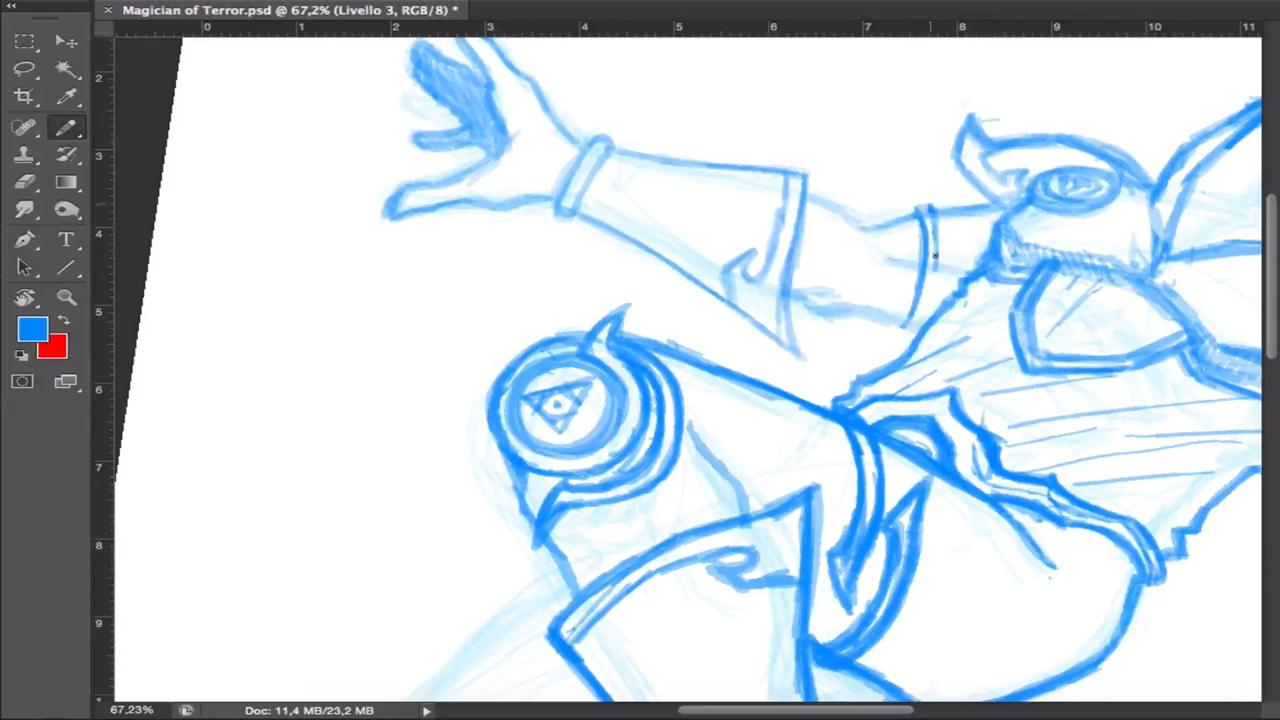 Magician of Terror.psd @ 67,2% (Livello 3, RGB/8) *
0 1 2 3 4 5 6 7 8 9 10 11
2
3
4
5
6
7
8
9
67,23% Doc: 11,4 MB/23,2 MB